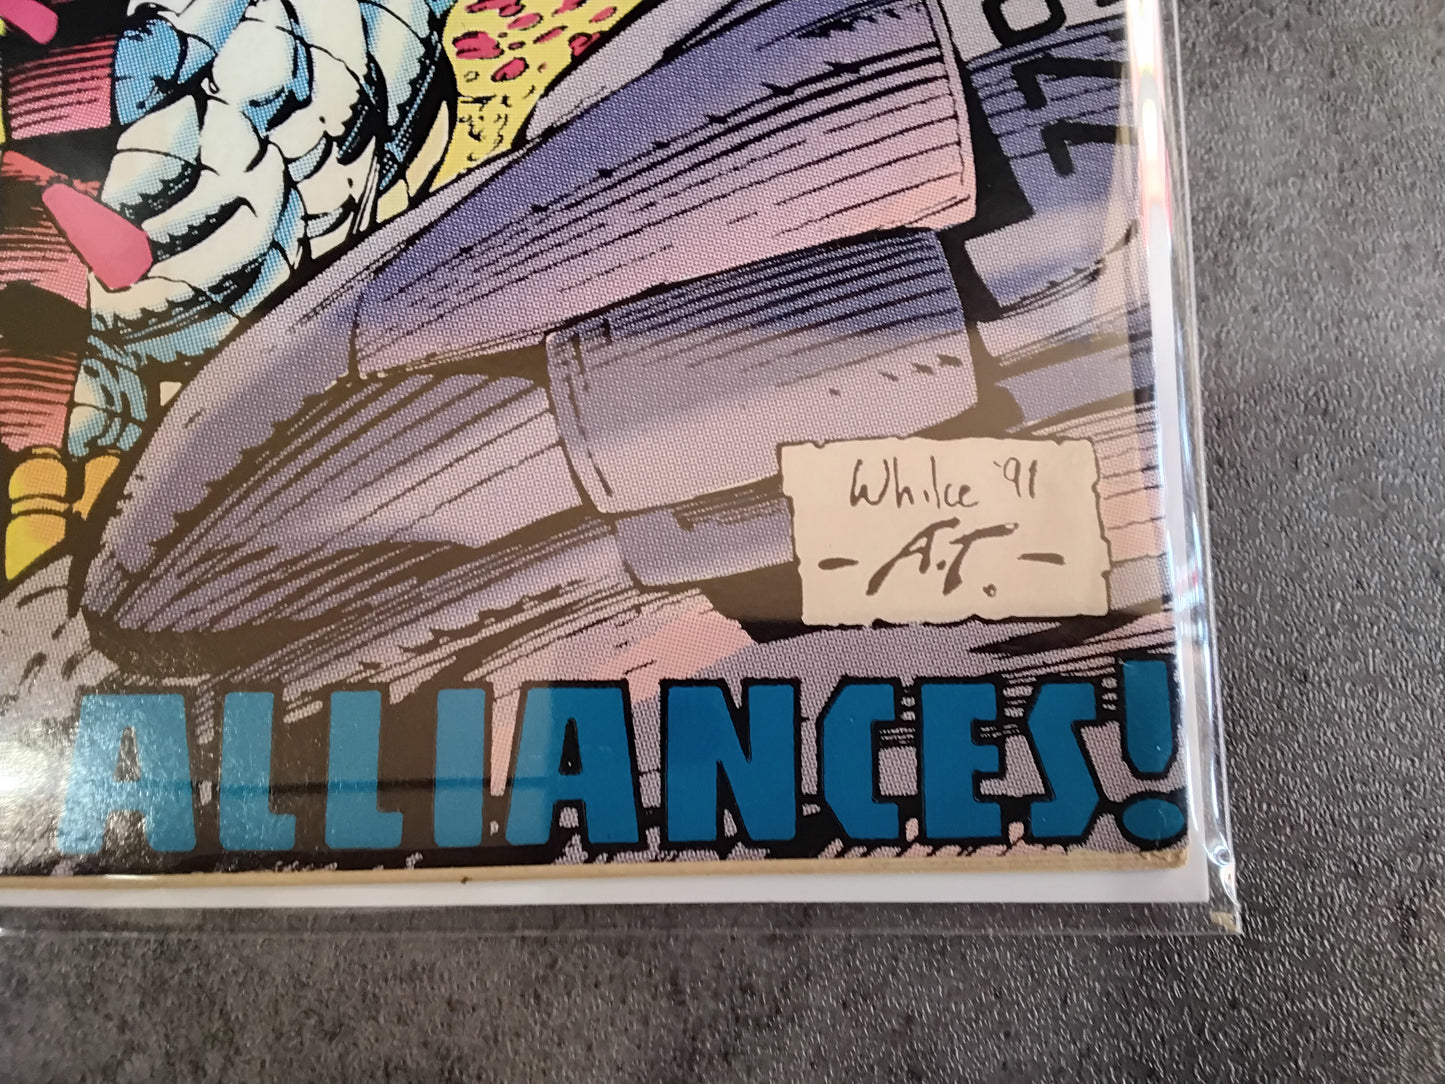 Whilce '91
- A.T. -
ALLIANCES!